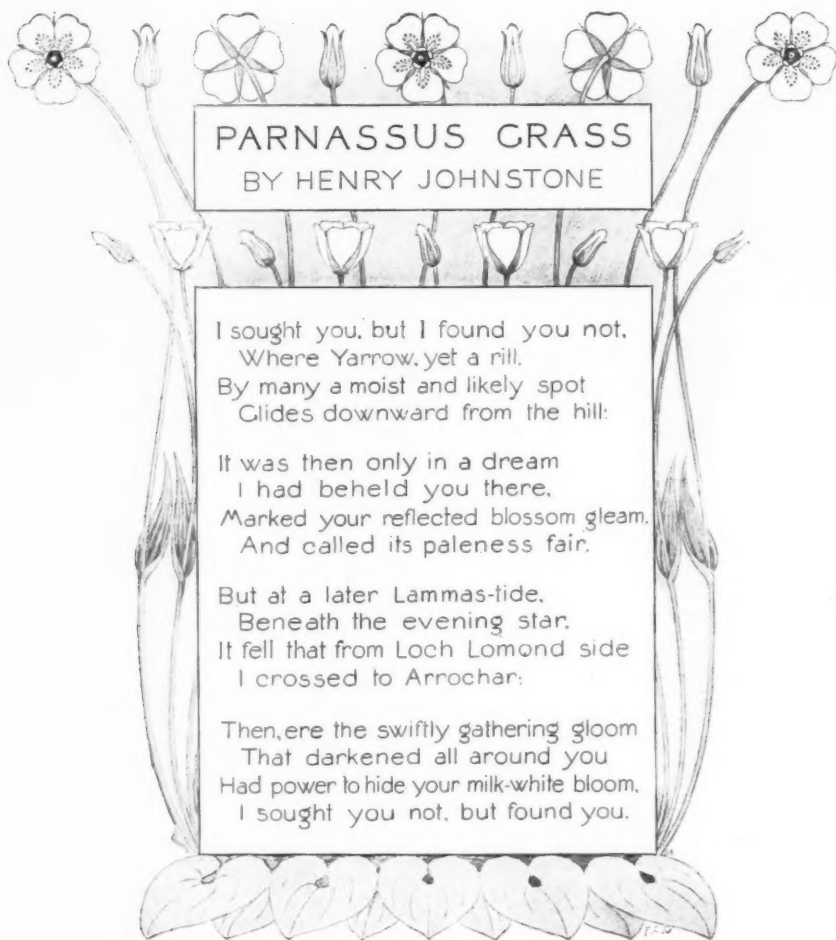 PARNASSUS GRASS
BY HENRY JOHNSTONE
I sought you, but I found you not,
Where Yarrow, yet a rill,
By many a moist and likely spot
Glides downward from the hill:
It was then only in a dream
I had beheld you there,
Marked your reflected blossom gleam,
And called its paleness fair.
But at a later Lammas-tide,
Beneath the evening star,
It fell that from Loch Lomond side
I crossed to Arrochar;
Then, ere the swiftly gathering gloom
That darkened all around you
Had power to hide your milk-white bloom,
I sought you not, but found you.